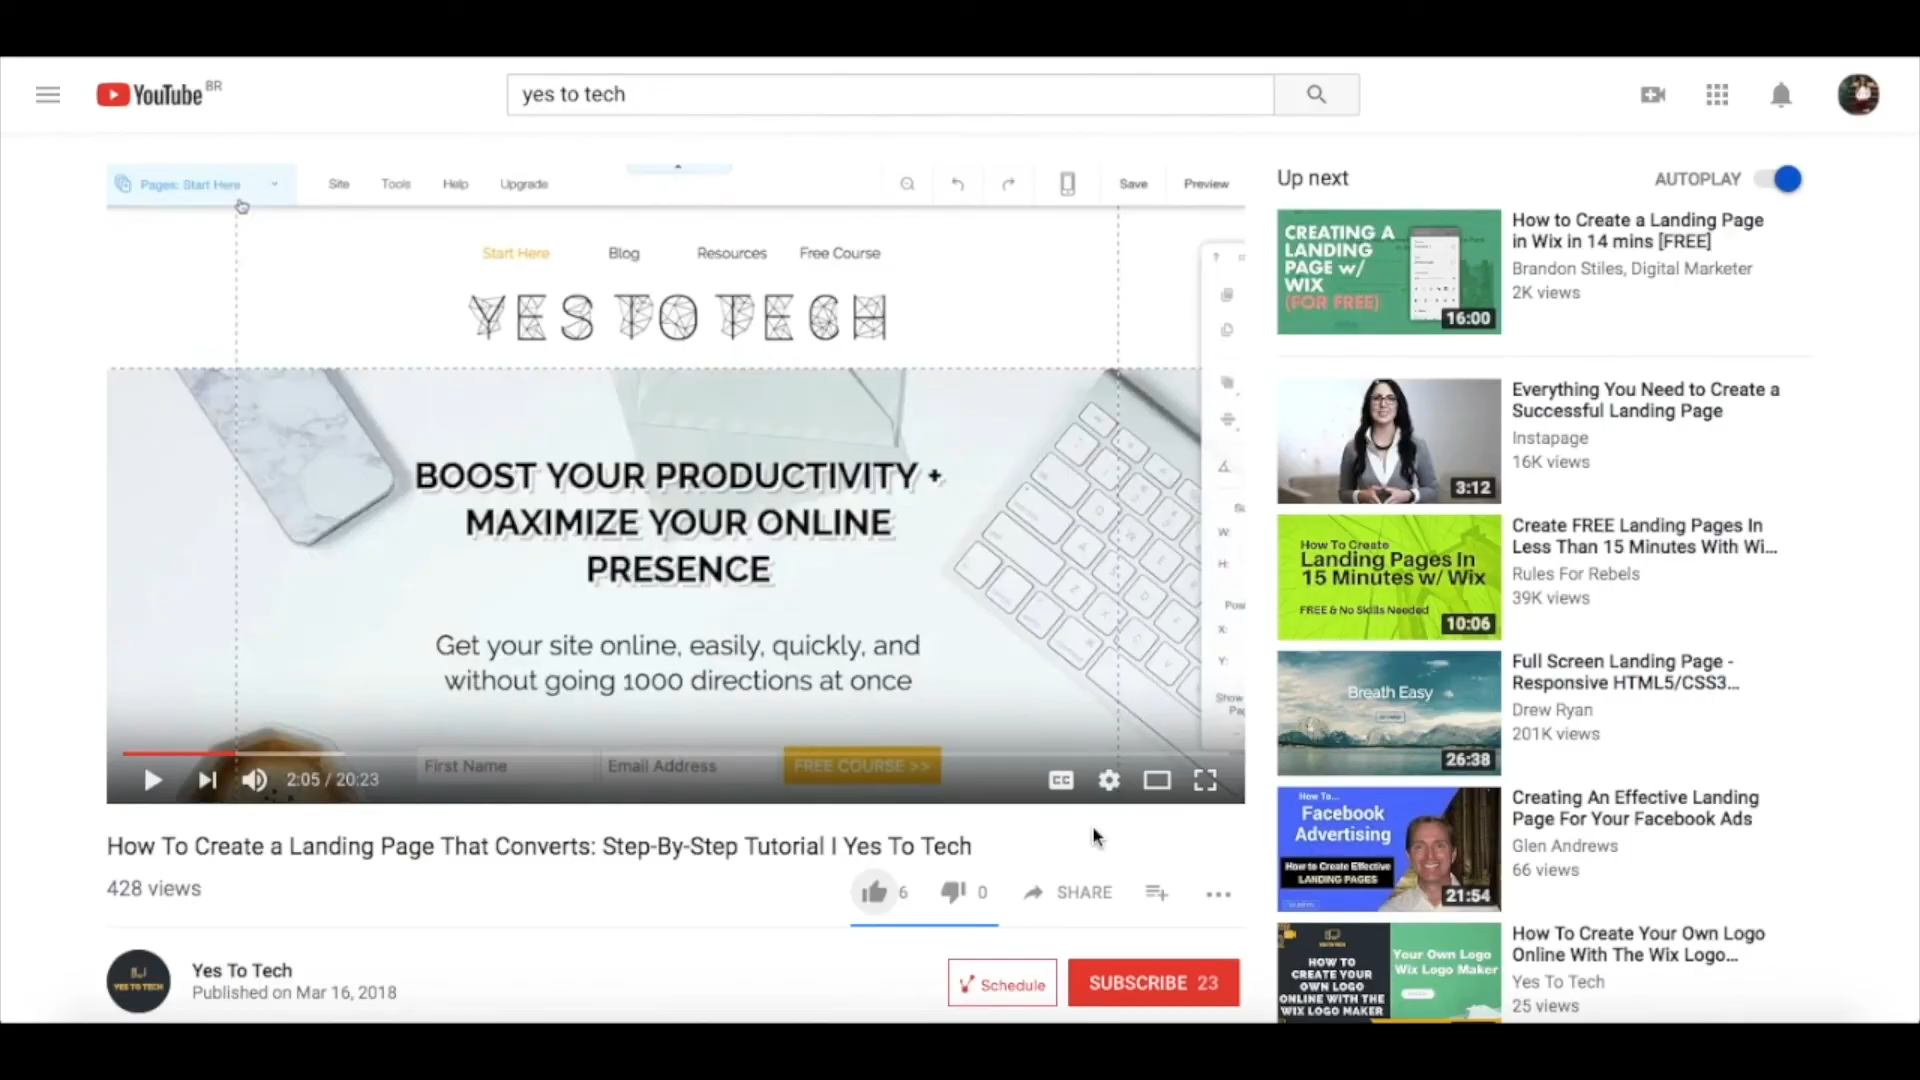 YouTube BR
yes to tech
Pages: Start Here
Site
Tools
Help
Upgrade
Save
Preview
Start Here
Blog
Resources
Free Course
YES TO TECH
BOOST YOUR PRODUCTIVITY +
MAXIMIZE YOUR ONLINE
PRESENCE
Get your site online, easily, quickly, and
without going 1000 directions at once
First Name
Email Address
FREE COURSE >>
W:
H:
X:
Y:
Show
2:05 / 20:23
CC
How To Create a Landing Page That Converts: Step-By-Step Tutorial I Yes To Tech
428 views
6
0
SHARE
YES TO TECH
Yes To Tech
Published on Mar 16, 2018
Schedule
SUBSCRIBE 23
Up next
AUTOPLAY
CREATING A
LANDING
PAGE w/
WIX
(FOR FREE)
16:00
How to Create a Landing Page
in Wix in 14 mins [FREE]
Brandon Stiles, Digital Marketer
2K views
3:12
Everything You Need to Create a
Successful Landing Page
Instapage
16K views
How To Create
Landing Pages In
15 Minutes w/ Wix
FREE & No Skills Needed
10:06
Create FREE Landing Pages In
Less Than 15 Minutes With Wi...
Rules For Rebels
39K views
Breath Easy
26:38
Full Screen Landing Page -
Responsive HTML5/CSS3...
Drew Ryan
201K views
How To...
Facebook
Advertising
How to Create Effective
LANDING PAGES
21:54
Creating An Effective Landing
Page For Your Facebook Ads
Glen Andrews
66 views
HOW TO
CREATE YOUR
OWN LOGO
ONLINE WITH THE
WIX LOGO MAKER
Your Own Logo
Wix Logo Maker
How To Create Your Own Logo
Online With The Wix Logo...
Yes To Tech
25 views